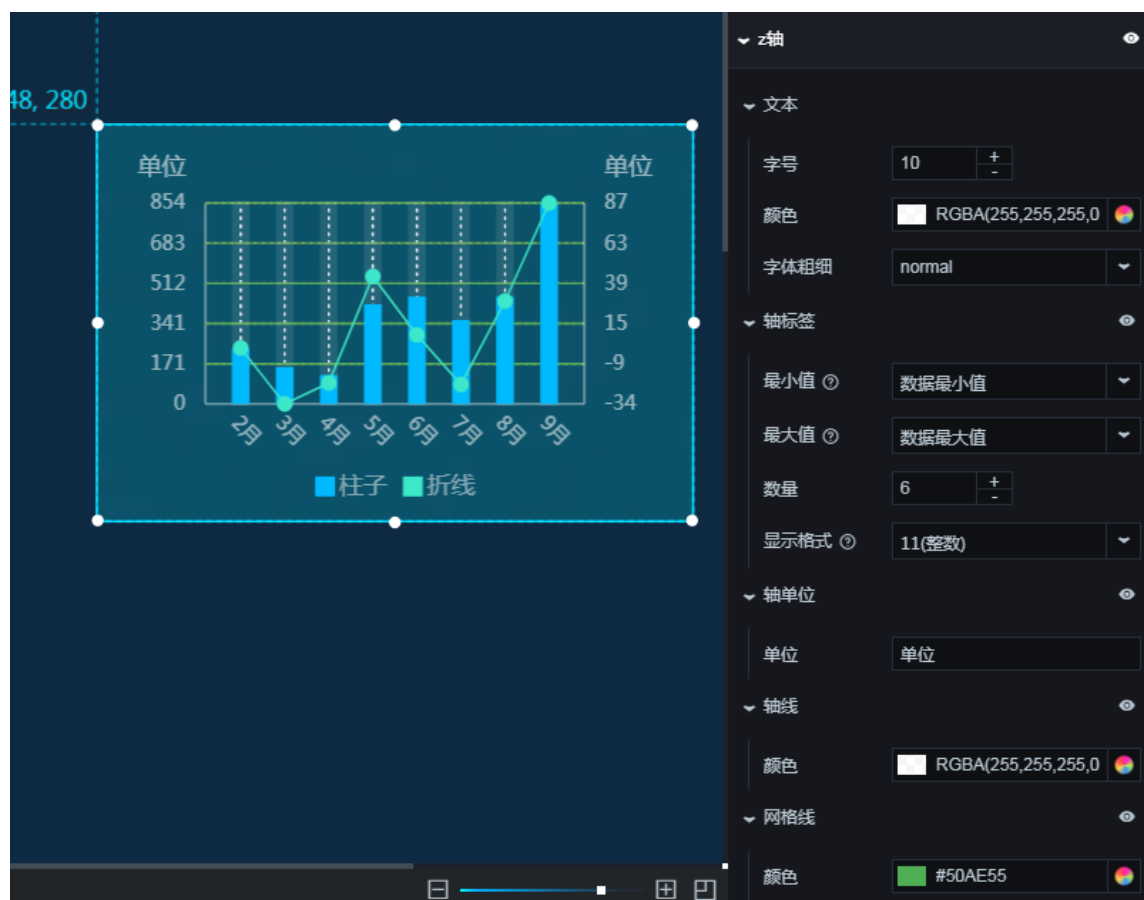 48, 280
单位
单位
854
683
512
341
171
0
87
63
39
15
-9
-34
2月
3月
4月
5月
6月
7月
8月
9月
柱子
折线
z轴
文本
字号
10
+
-
颜色
RGBA(255,255,255,0
字体粗细
normal
轴标签
最小值
数据最小值
最大值
数据最大值
数量
6
+
-
显示格式
11(整数)
轴单位
单位
单位
轴线
颜色
RGBA(255,255,255,0
网格线
颜色
#50AE55